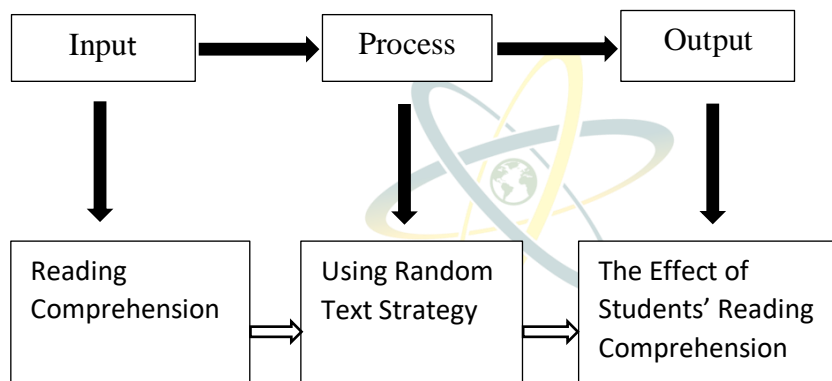 Input
Process
Output
Reading
Comprehension
Using Random
Text Strategy
The Effect of
Students’ Reading
Comprehension